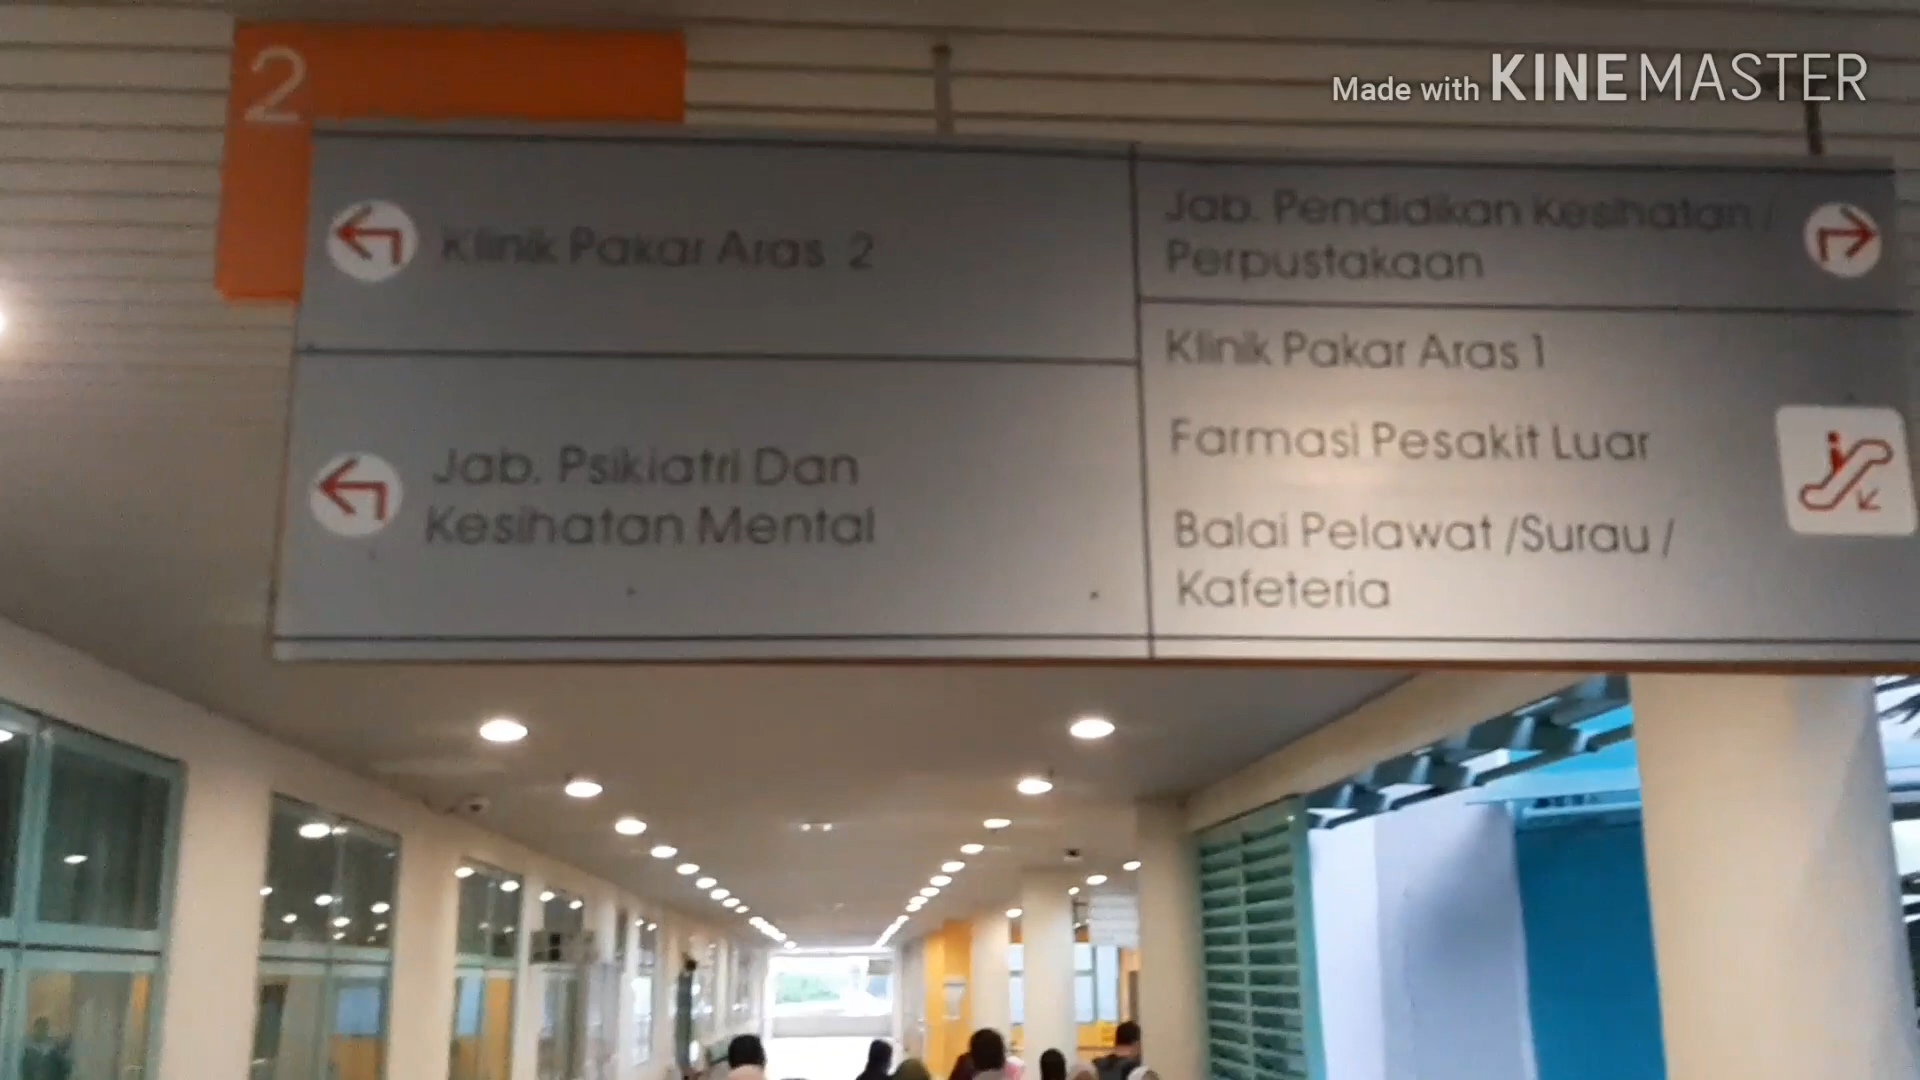 2
Made with KINEMASTER
Klinik Pakar Aras 2
Jab. Psikiatri Dan
Kesihatan Mental
Jab. Pendidikan Kesihatan /
Perpustakaan
Klinik Pakar Aras 1
Farmasi Pesakit Luar
Balai Pelawat /Surau /
Kafeteria